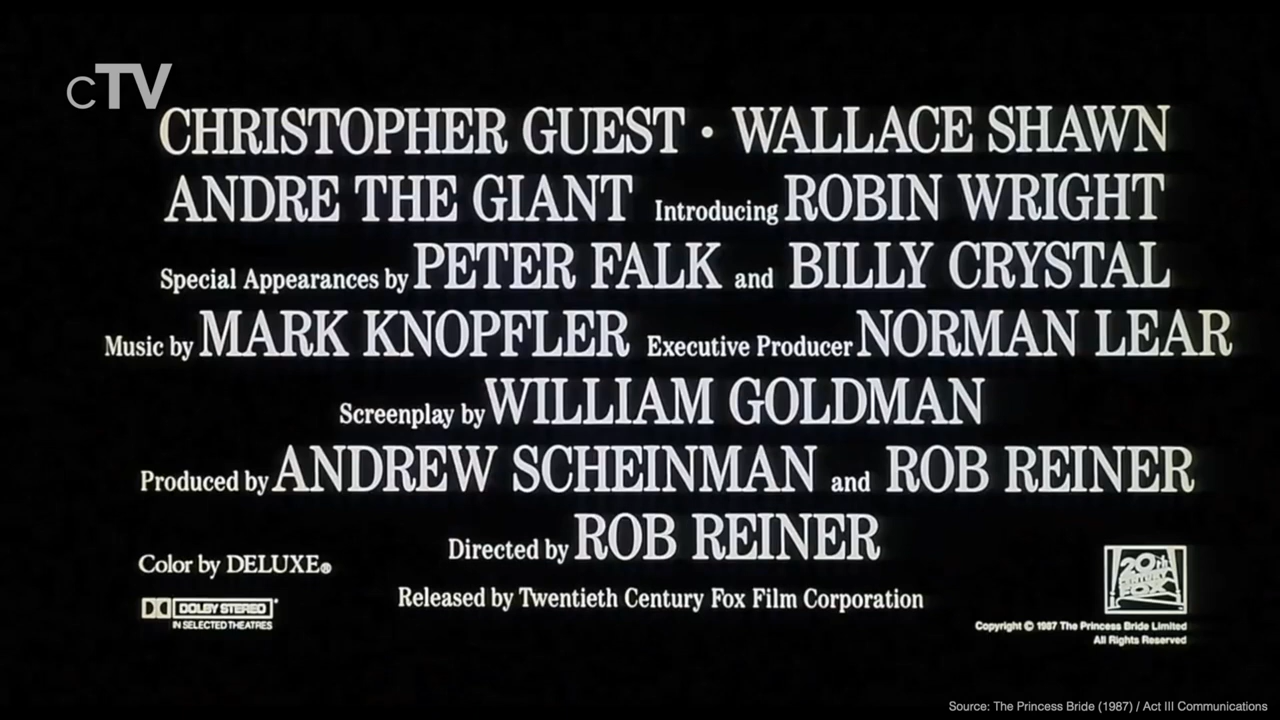 cTV
CHRISTOPHER GUEST · WALLACE SHAWN
ANDRE THE GIANT Introducing ROBIN WRIGHT
Special Appearances by PETER FALK and BILLY CRYSTAL
Music by MARK KNOPFLER Executive Producer NORMAN LEAR
Screenplay by WILLIAM GOLDMAN
Produced by ANDREW SCHEINMAN and ROB REINER
Directed by ROB REINER
Color by DELUXE®
DOLBY STEREO
IN SELECTED THEATRES
Released by Twentieth Century Fox Film Corporation
20th
CENTURY
FOX
Copyright © 1987 The Princess Bride Limited
All Rights Reserved
Source: The Princess Bride (1987) / Act III Communications